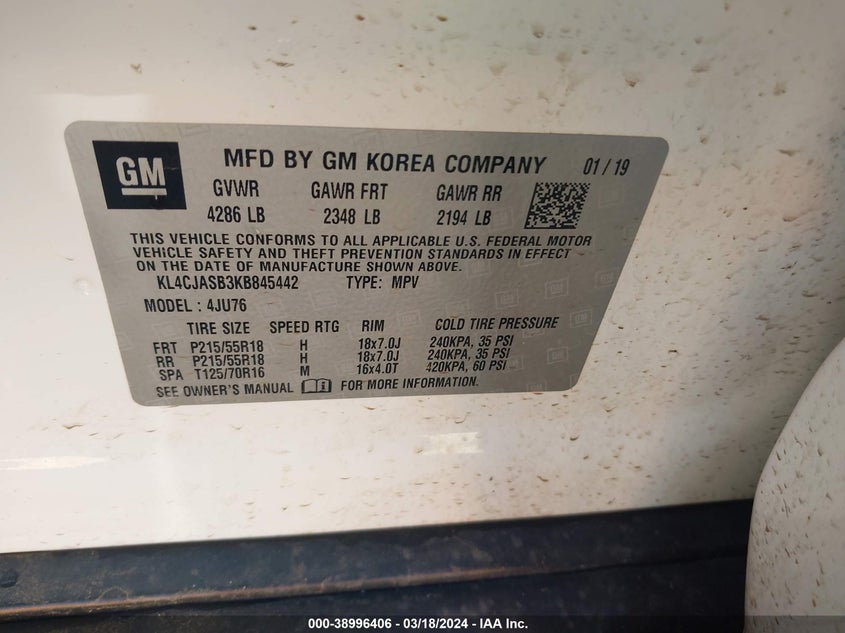 GM
MFD BY GM KOREA COMPANY 01 / 19
GVWR GAWR FRT GAWR RR
4286 LB 2348 LB 2194 LB
THIS VEHICLE CONFORMS TO ALL APPLICABLE U.S. FEDERAL MOTOR
VEHICLE SAFETY AND THEFT PREVENTION STANDARDS IN EFFECT
ON THE DATE OF MANUFACTURE SHOWN ABOVE.
KL4CJASB3KB845442 TYPE: MPV
MODEL : 4JU76
TIRE SIZE SPEED RTG RIM COLD TIRE PRESSURE
FRT P215/55R18 H 18x7.0J 240KPA, 35 PSI
RR P215/55R18 H 18x7.0J 240KPA, 35 PSI
SPA T125/70R16 M 16x4.0T 420KPA, 60 PSI
SEE OWNER'S MANUAL FOR MORE INFORMATION.
000-38996406 - 03/18/2024 - IAA Inc.